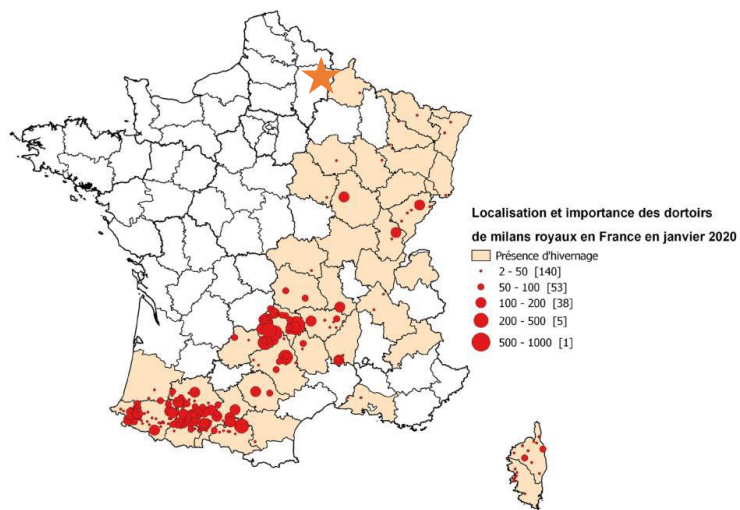 Localisation et importance des dortoirs
de milans royaux en France en janvier 2020
Présence d'hivernage
2 - 50 [140]
50 - 100 [53]
100 - 200 [38]
200 - 500 [5]
500 - 1000 [1]